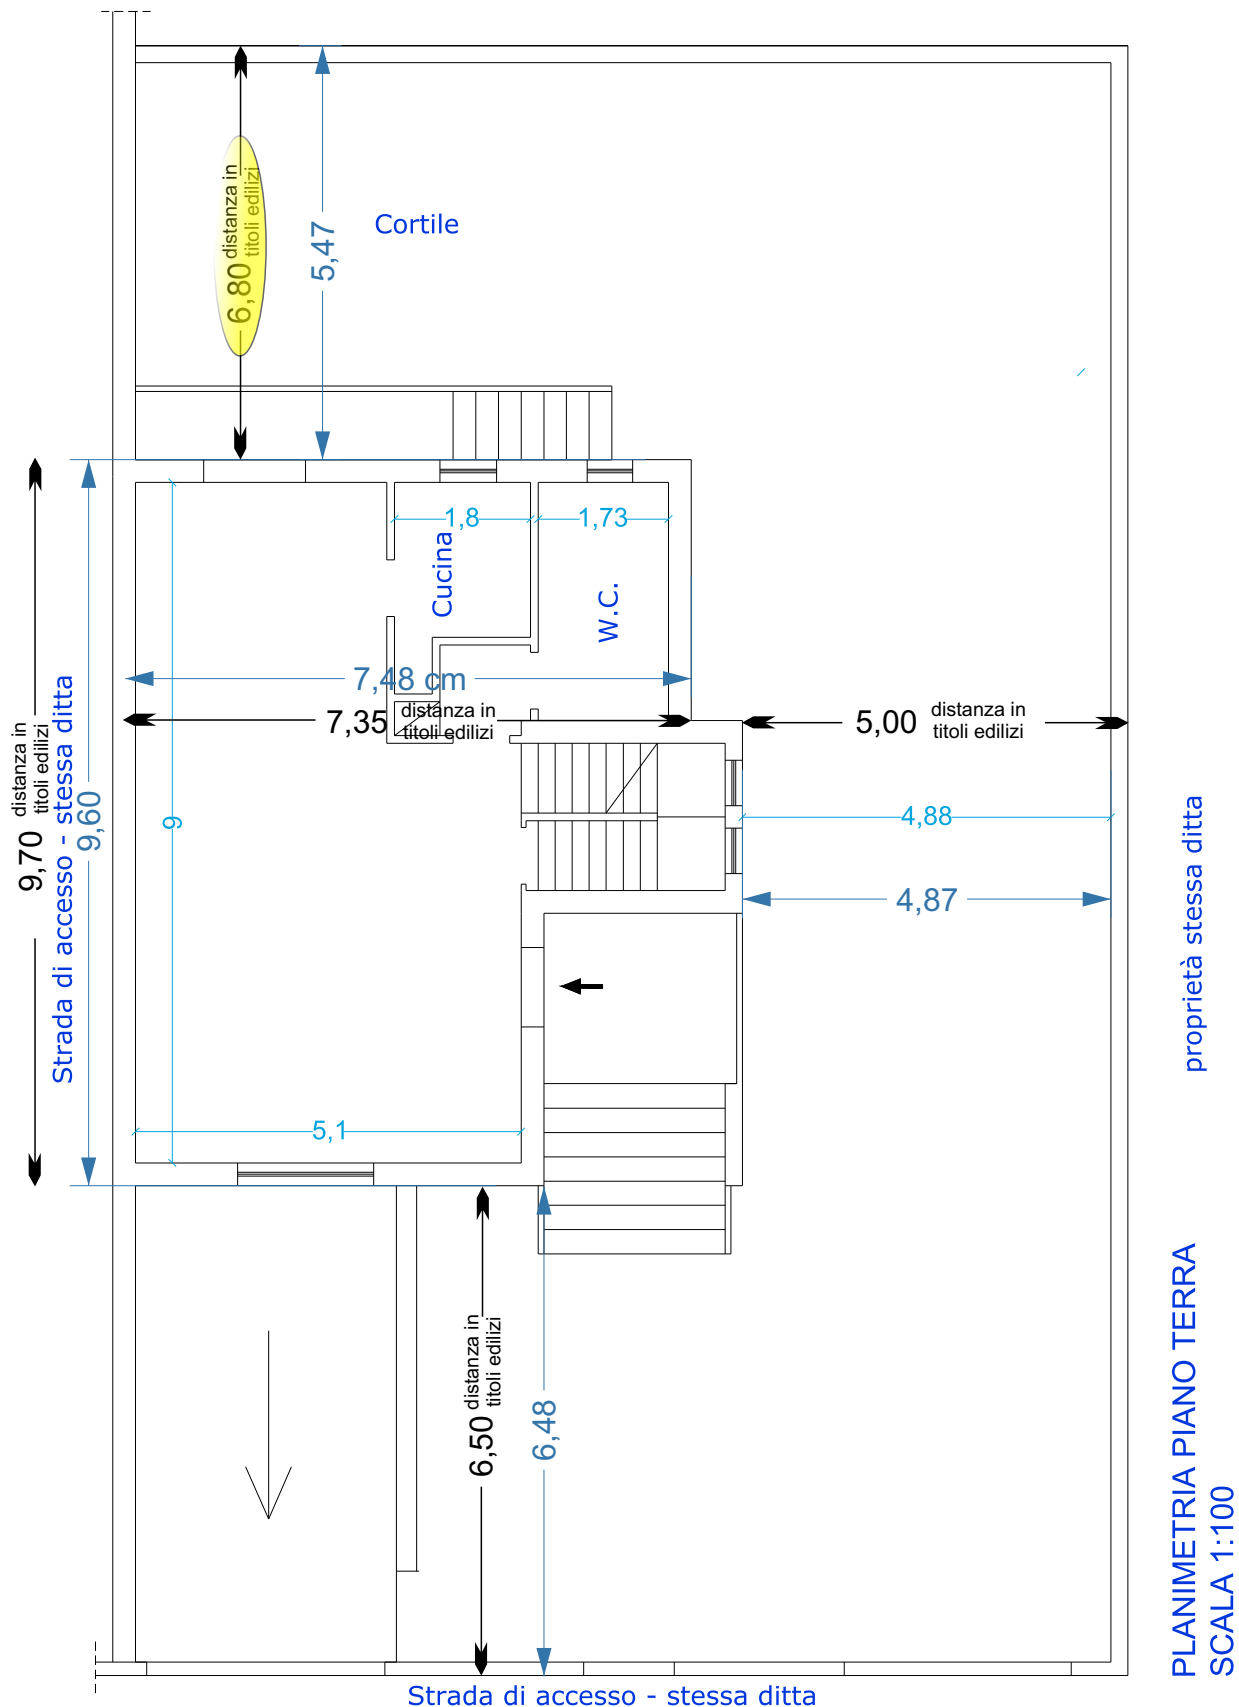 distanza in
titoli edilizi
6,80
5,47
Cortile
1,8
1,73
Cucina
W.C.
7,48 cm
7,35
distanza in
titoli edilizi
5,00
distanza in
titoli edilizi
9,70
distanza in
titoli edilizi
Strada di accesso - stessa ditta
9,60
9
4,88
4,87
proprietà stessa ditta
5,1
6,50
distanza in
titoli edilizi
6,48
PLANIMETRIA PIANO TERRA
SCALA 1:100
Strada di accesso - stessa ditta